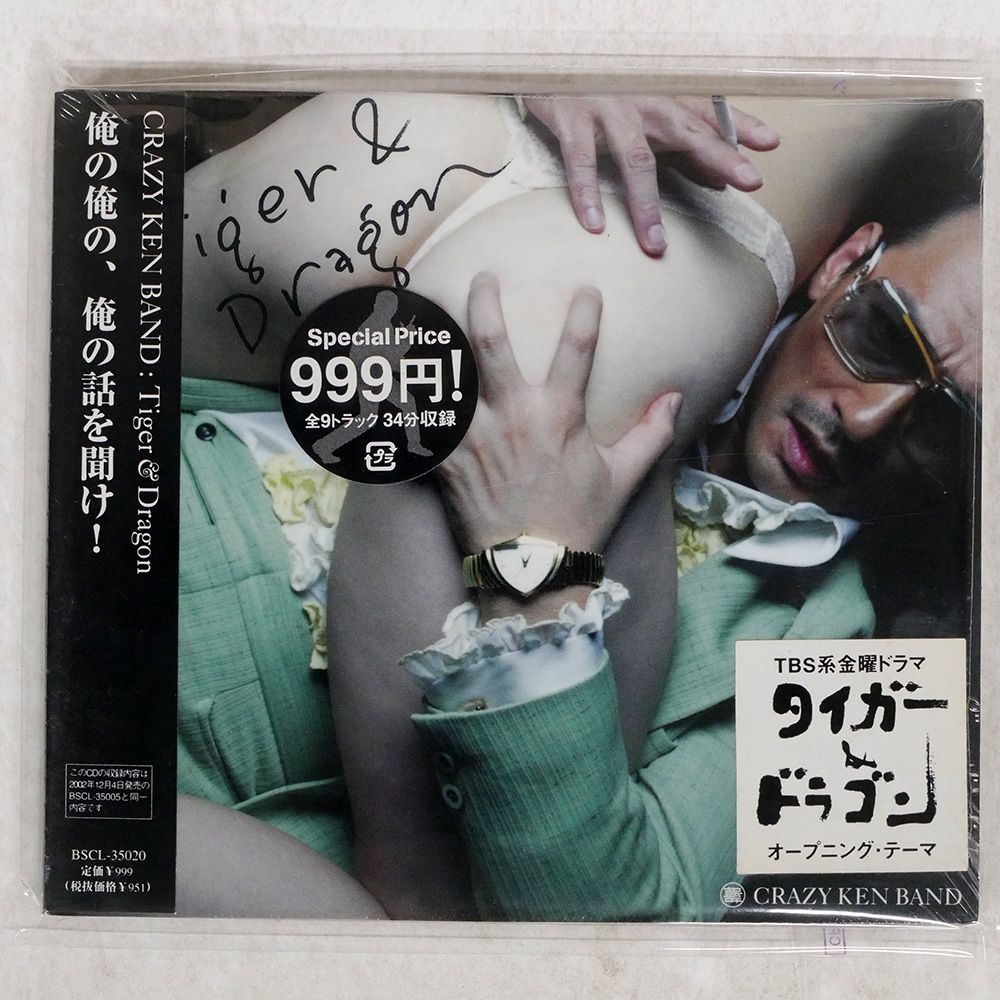 CRAZY KEN BAND : Tiger & Dragon
俺の俺の、俺の話を聞け!
このCDの収録内容は
2002年12月4日発売の
BSCL-35005と同一
内容です
BSCL-35020
定価¥999
(税抜価格¥951)
Tiger &
Dragon
Special Price
999円!
全9トラック 34分収録
プラ
TBS系金曜ドラマ
タイガー
&
ドラゴン
オープニング・テーマ
CRAZY KEN BAND